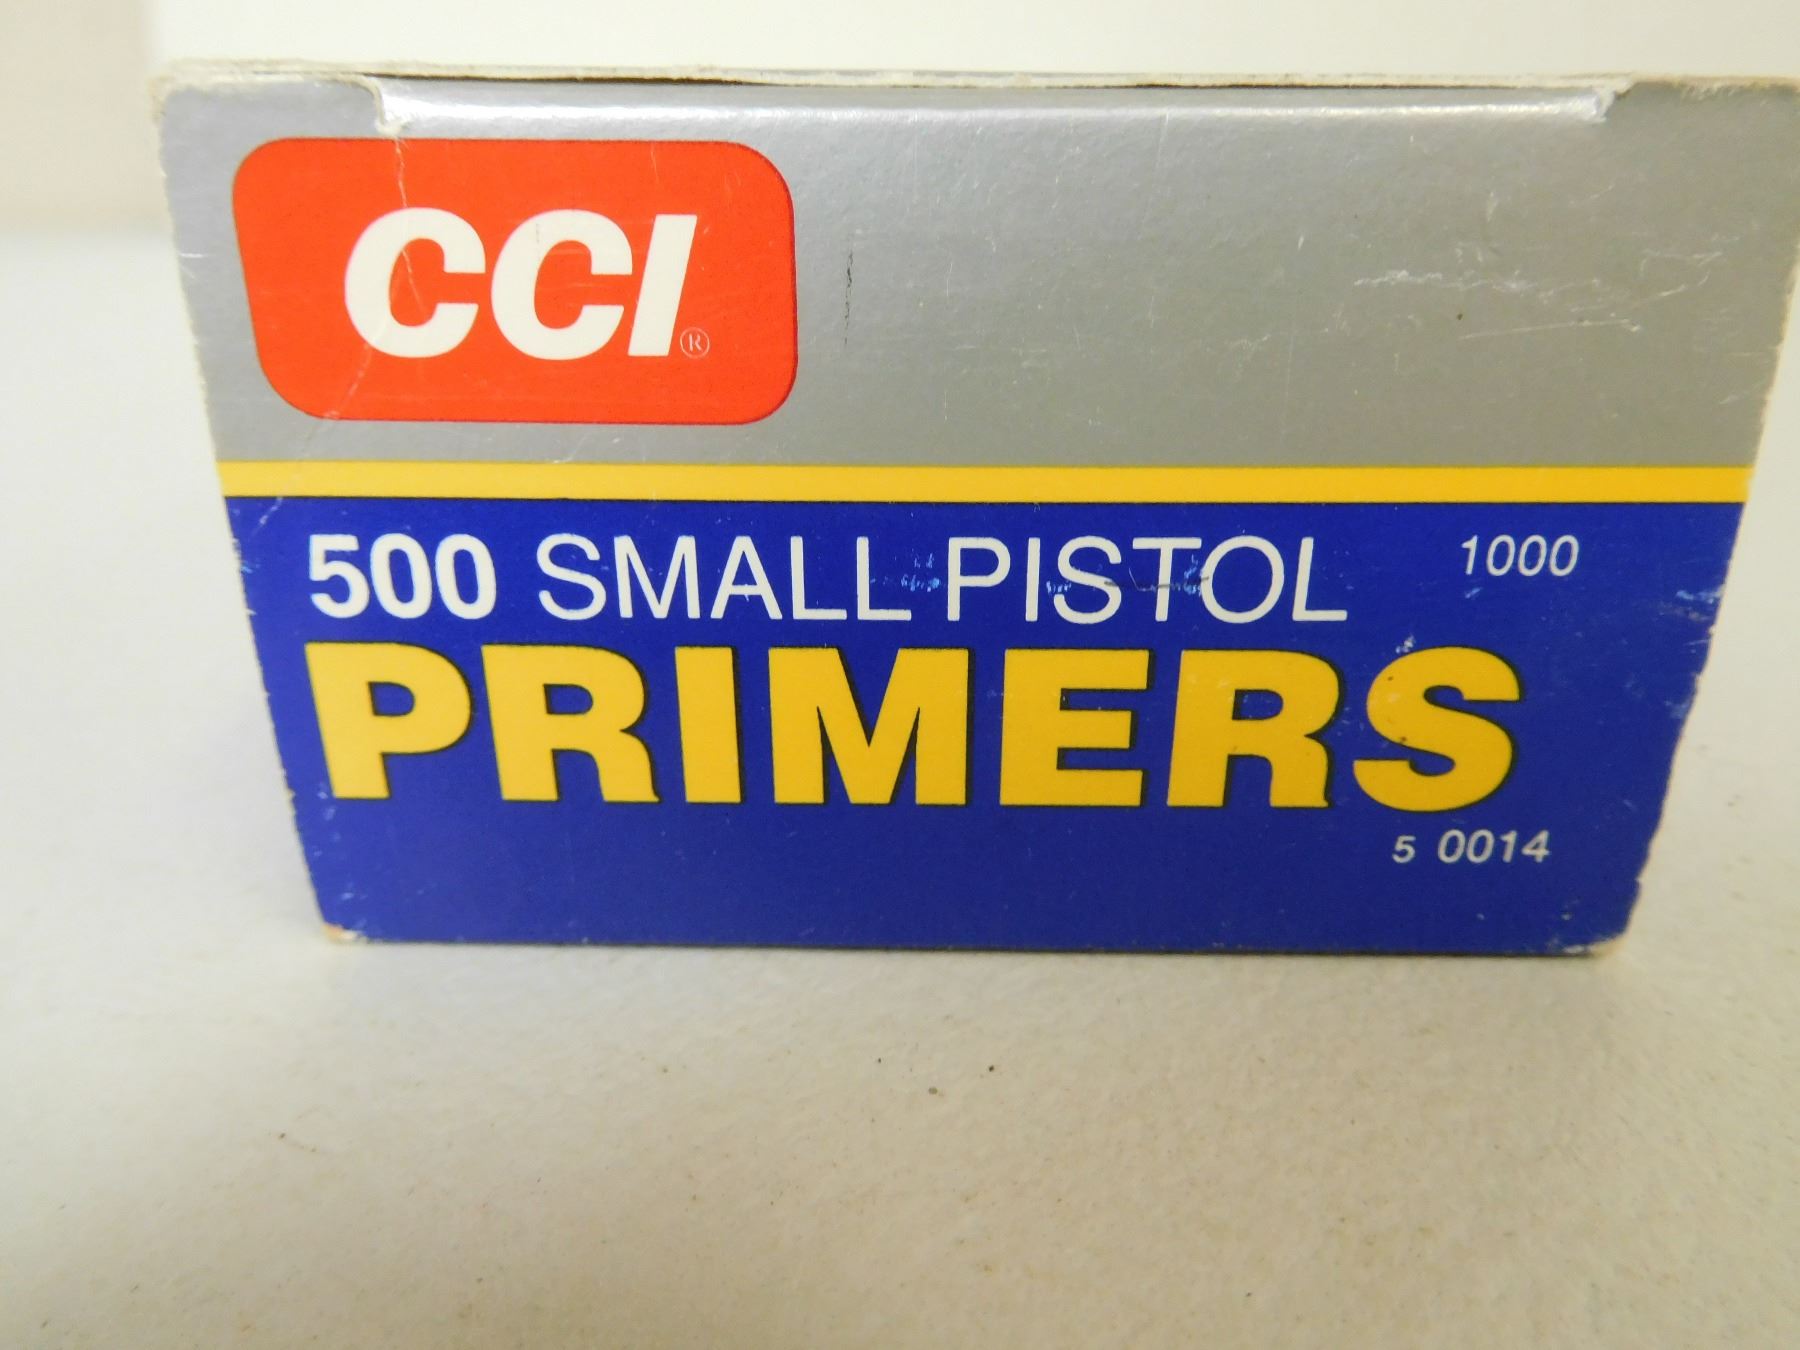 CCI®
500 SMALL PISTOL 1000
PRIMERS
5 0014